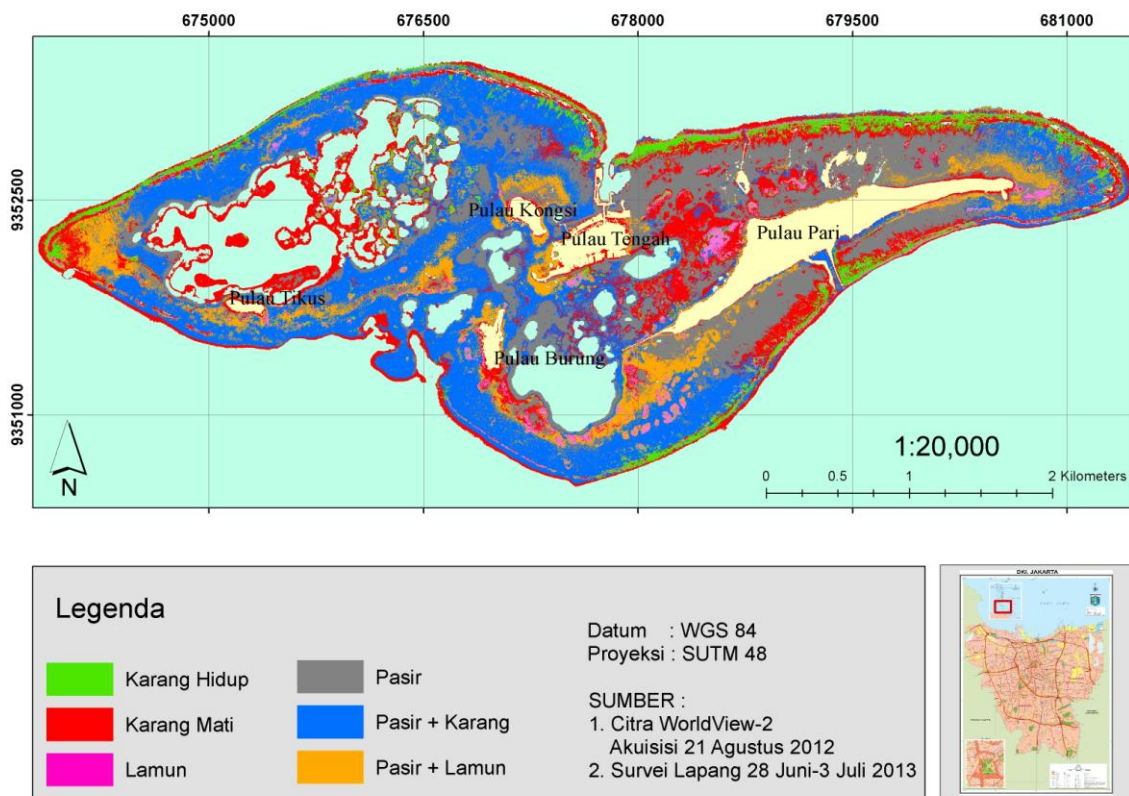 675000 676500 678000 679500 681000
9352500
9351000
Pulau Kongsi
Pulau Tengah
Pulau Pari
Pulau Tikus
Pulau Burung
N
1:20,000
0 0.5 1 2 Kilometers
Legenda
Karang Hidup
Karang Mati
Lamun
Pasir
Pasir + Karang
Pasir + Lamun
Datum : WGS 84
Proyeksi : SUTM 48
SUMBER :
1. Citra WorldView-2
Akuisisi 21 Agustus 2012
2. Survei Lapang 28 Juni-3 Juli 2013
DKI. JAKARTA